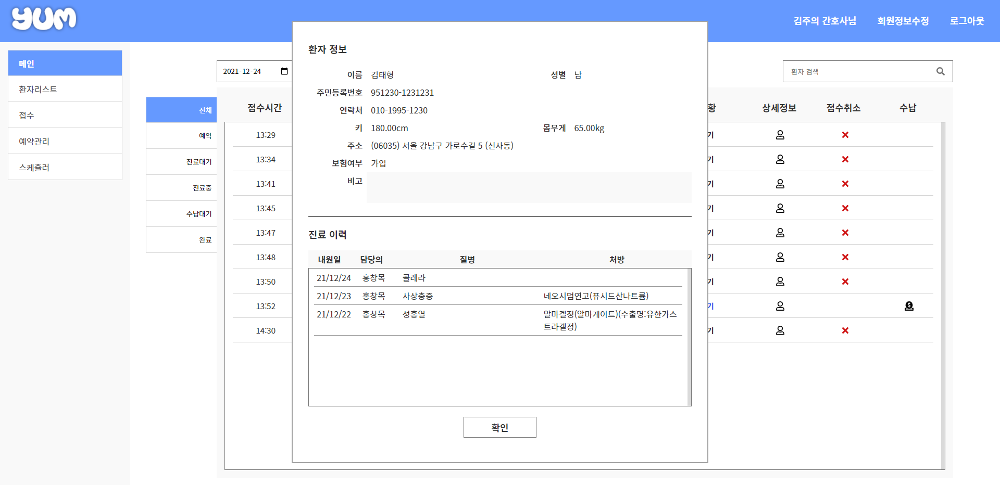 YUM
김주의 간호사님 회원정보수정 로그아웃
메인
환자리스트
접수
예약관리
스케쥴러
2021-12-24
환자 검색
전체
예약
진료대기
진료중
수납대기
완료
접수시간 황 상세정보 접수취소 수납
13:29 기
13:34 기
13:41 기
13:45 기
13:47 기
13:48 기
13:50 기
13:52 기
14:30 기
환자 정보
이름 김태형 성별 남
주민등록번호 951230-1231231
연락처 010-1995-1230
키 180.00cm 몸무게 65.00kg
주소 (06035) 서울 강남구 가로수길 5 (신사동)
보험여부 가입
비고
진료 이력
내원일 담당의 질병 처방
21/12/24 홍창목 콜레라
21/12/23 홍창목 사상충증 네오시덤연고(퓨시드산나트륨)
21/12/22 홍창목 성홍열 알마겔정(알마게이트)(수출명:유한가스
트라겔정)
확인